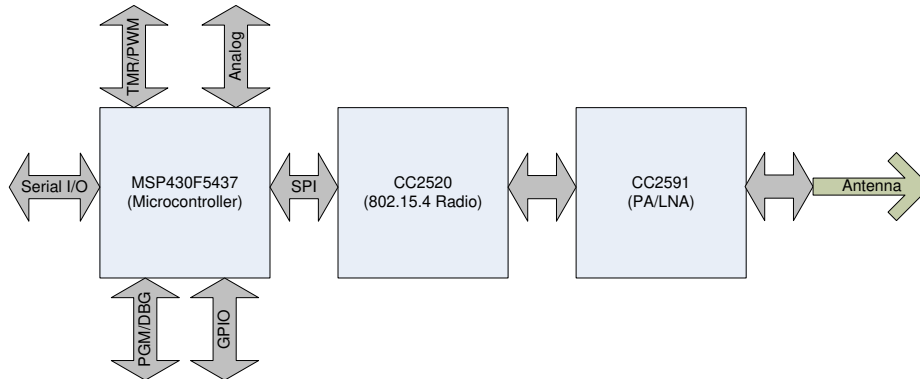 TMR/PWM
Analog
Serial I/O
MSP430F5437
(Microcontroller)
SPI
CC2520
(802.15.4 Radio)
CC2591
(PA/LNA)
Antenna
PGM/DBG
GPIO